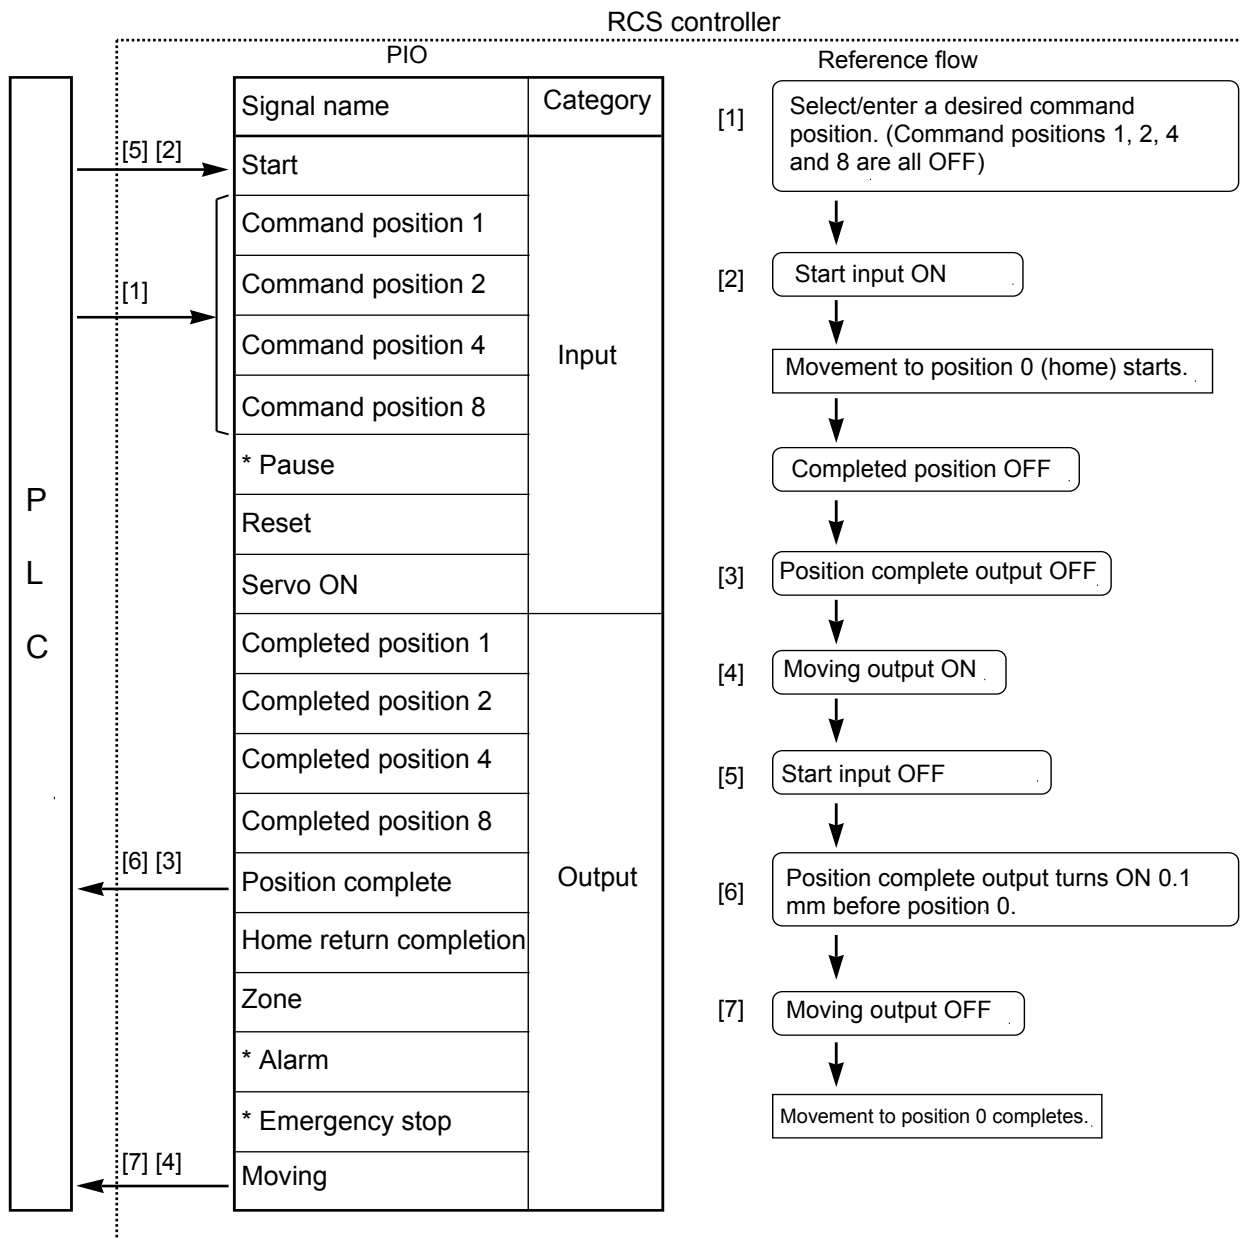 RCS controller
PIO
Reference flow
Signal name
Category
[5] [2]
Start
Command position 1
[1]
Command position 2
Command position 4
Input
Command position 8
* Pause
Reset
Servo ON
P
L
C
Completed position 1
Completed position 2
Completed position 4
Completed position 8
[6] [3]
Position complete
Output
Home return completion
Zone
* Alarm
* Emergency stop
[7] [4]
Moving
[1]
Select/enter a desired command
position. (Command positions 1, 2, 4
and 8 are all OFF)
[2]
Start input ON
Movement to position 0 (home) starts.
Completed position OFF
[3]
Position complete output OFF
[4]
Moving output ON
[5]
Start input OFF
[6]
Position complete output turns ON 0.1
mm before position 0.
[7]
Moving output OFF
Movement to position 0 completes.